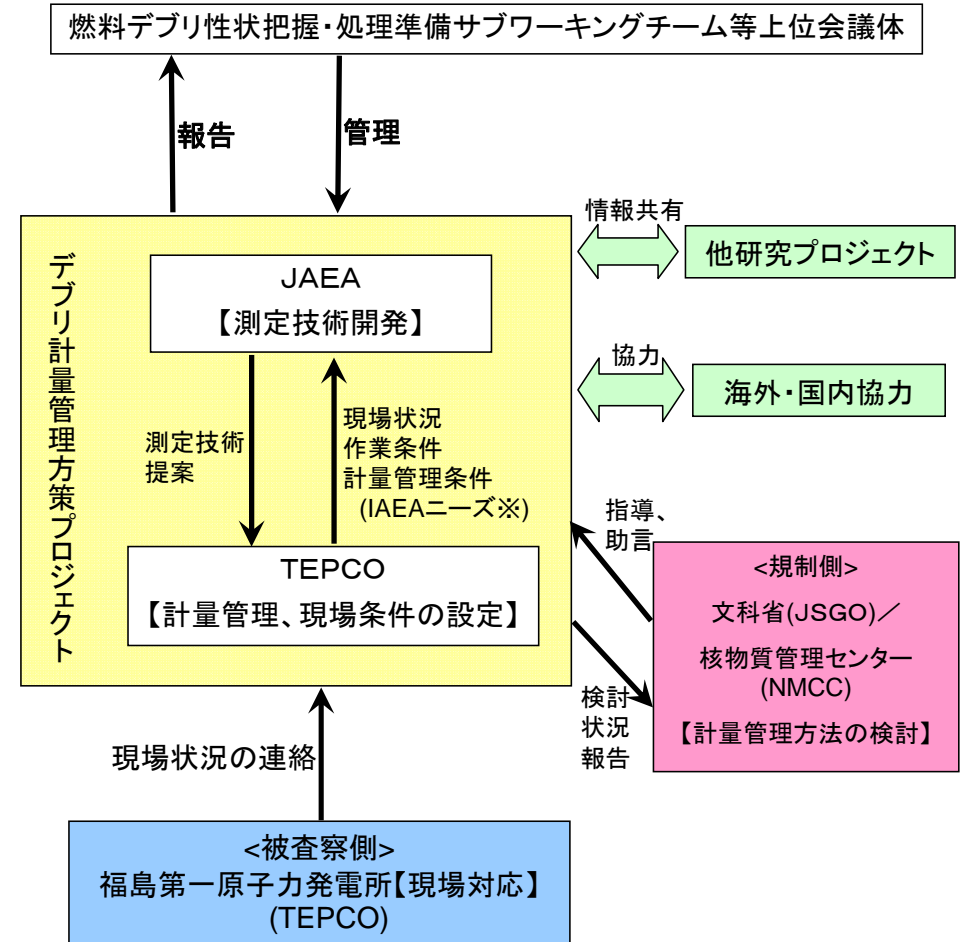 燃料デブリ性状把握・処理準備サブワーキングチーム等上位会議体
報告
管理
情報共有
他研究プロジェクト
デブリ計量管理方策プロジェクト
JAEA
【測定技術開発】
協力
海外・国内協力
測定技術
提案
現場状況
作業条件
計量管理条件
(IAEAニーズ※)
指導、
助言
TEPCO
【計量管理、現場条件の設定】
<規制側>
文科省(JSGO)／
核物質管理センター
(NMCC)
【計量管理方法の検討】
検討
状況
報告
現場状況の連絡
<被査察側>
福島第一原子力発電所【現場対応】
(TEPCO)